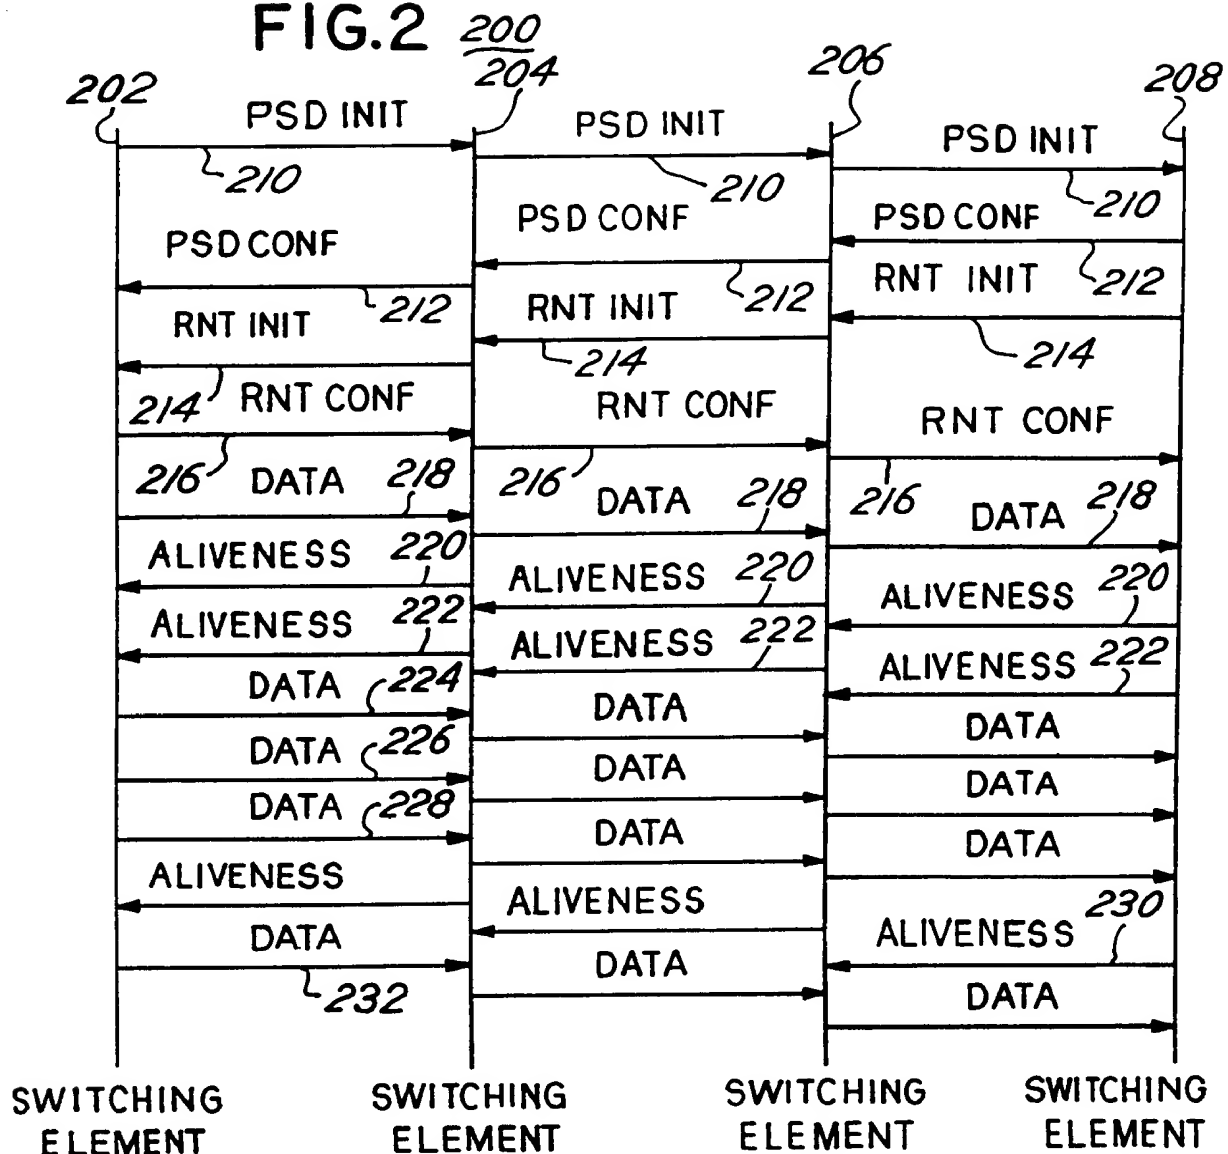 FIG.2 200
202 204 206 208
PSD INIT PSD INIT PSD INIT
210 210 210
PSD CONF PSD CONF PSD CONF
212 212 212
RNT INIT RNT INIT RNT INIT
214 214 214
RNT CONF RNT CONF RNT CONF
216 216 216
DATA 218 DATA 218 DATA 218
ALIVENESS 220 ALIVENESS 220 ALIVENESS 220
ALIVENESS 222 ALIVENESS 222 ALIVENESS 222
DATA 224 DATA DATA
DATA 226 DATA DATA
DATA 228 DATA DATA
ALIVENESS ALIVENESS ALIVENESS 230
DATA DATA DATA
232
SWITCHING SWITCHING SWITCHING SWITCHING
ELEMENT ELEMENT ELEMENT ELEMENT